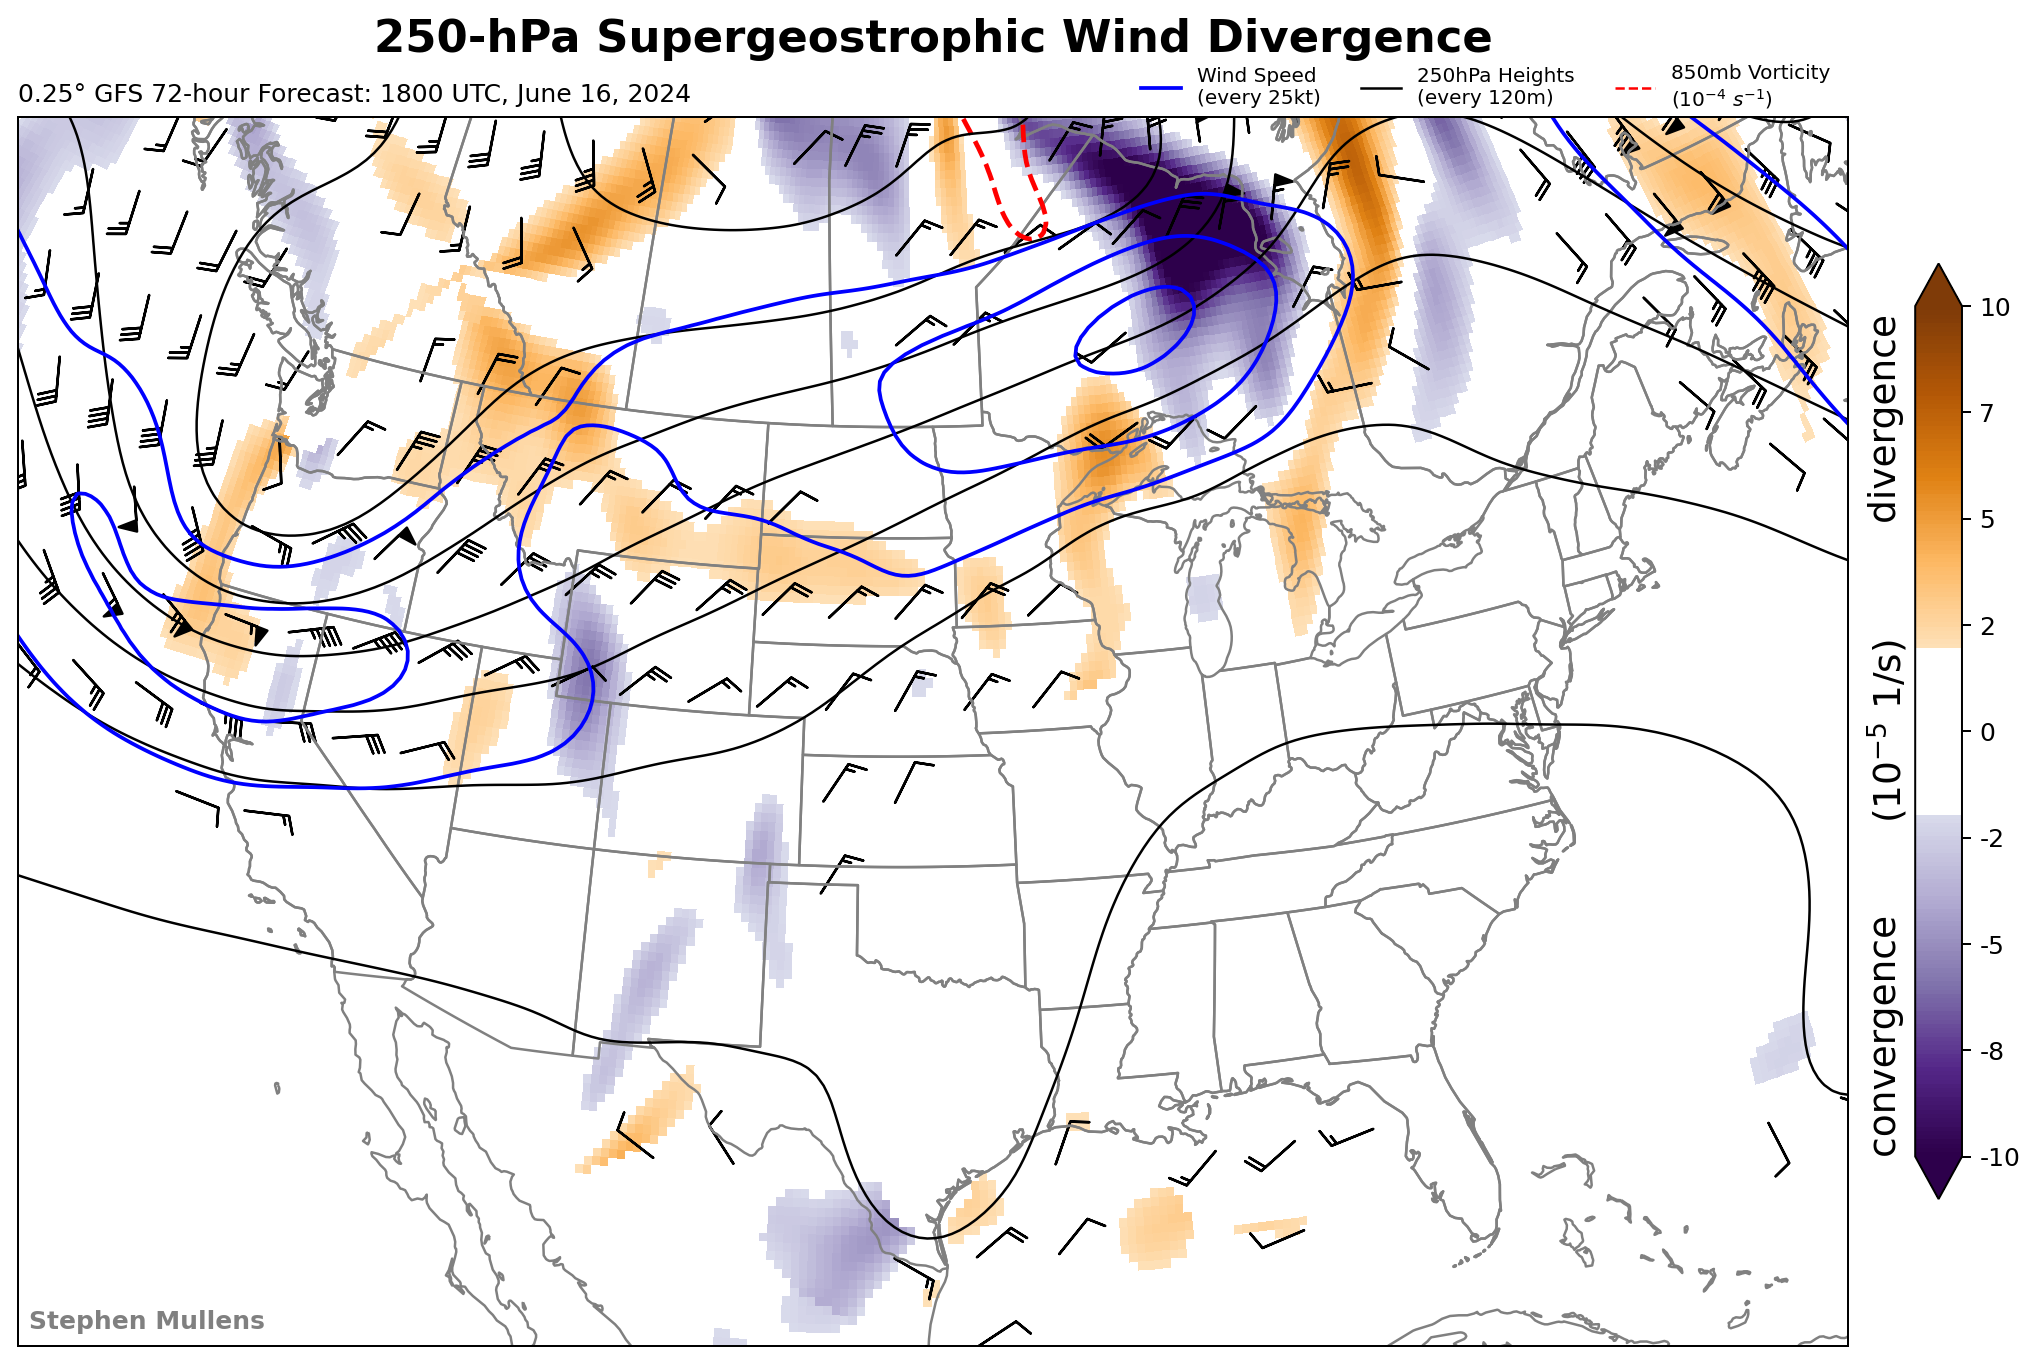 250-hPa Supergeostrophic Wind Divergence
0.25° GFS 72-hour Forecast: 1800 UTC, June 16, 2024
Wind Speed
(every 25kt)
250hPa Heights
(every 120m)
850mb Vorticity
(10⁻⁴ s⁻¹)
10
7
5
2
0
-2
-5
-8
-10
convergence (10⁻⁵ 1/s) divergence
Stephen Mullens